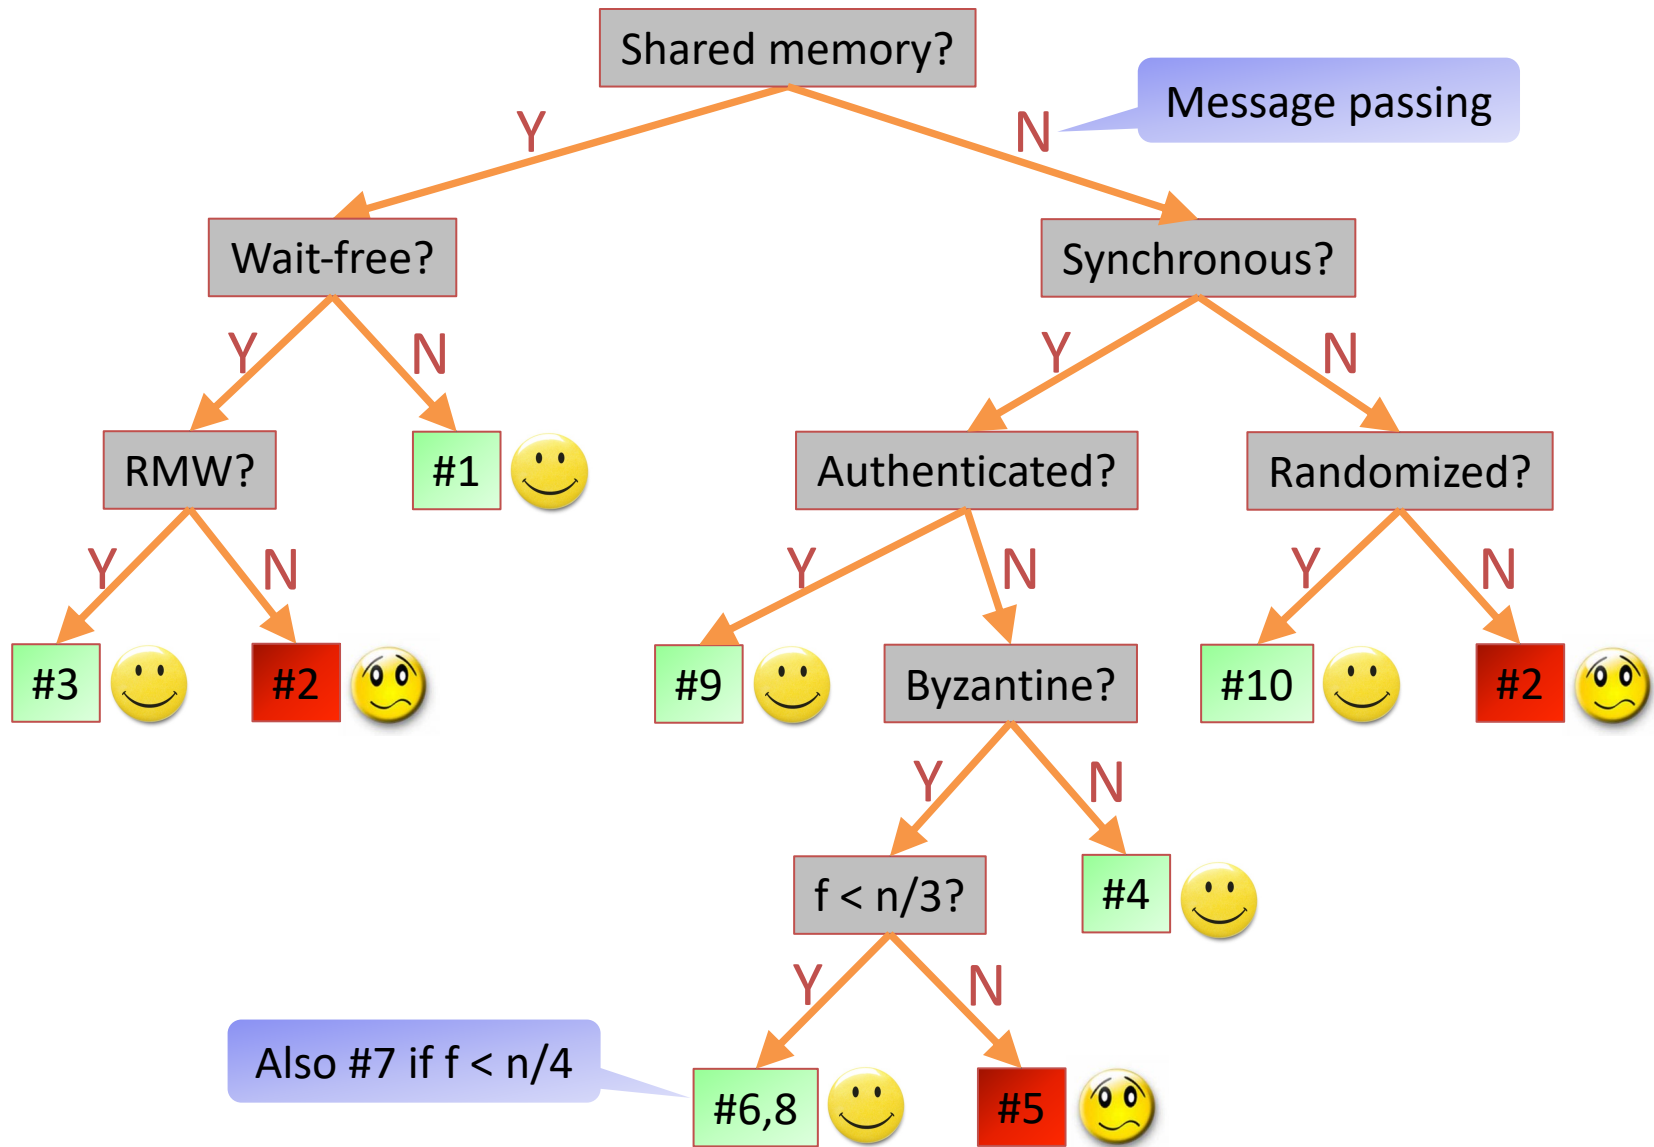 Shared memory?
Message passing
Y
N
Wait-free?
Synchronous?
Y
N
Y
N
RMW?
#1
Authenticated?
Randomized?
Y
N
Y
N
Y
N
#3
#2
#9
Byzantine?
#10
#2
Y
N
f < n/3?
#4
Y
N
Also #7 if f < n/4
#6,8
#5